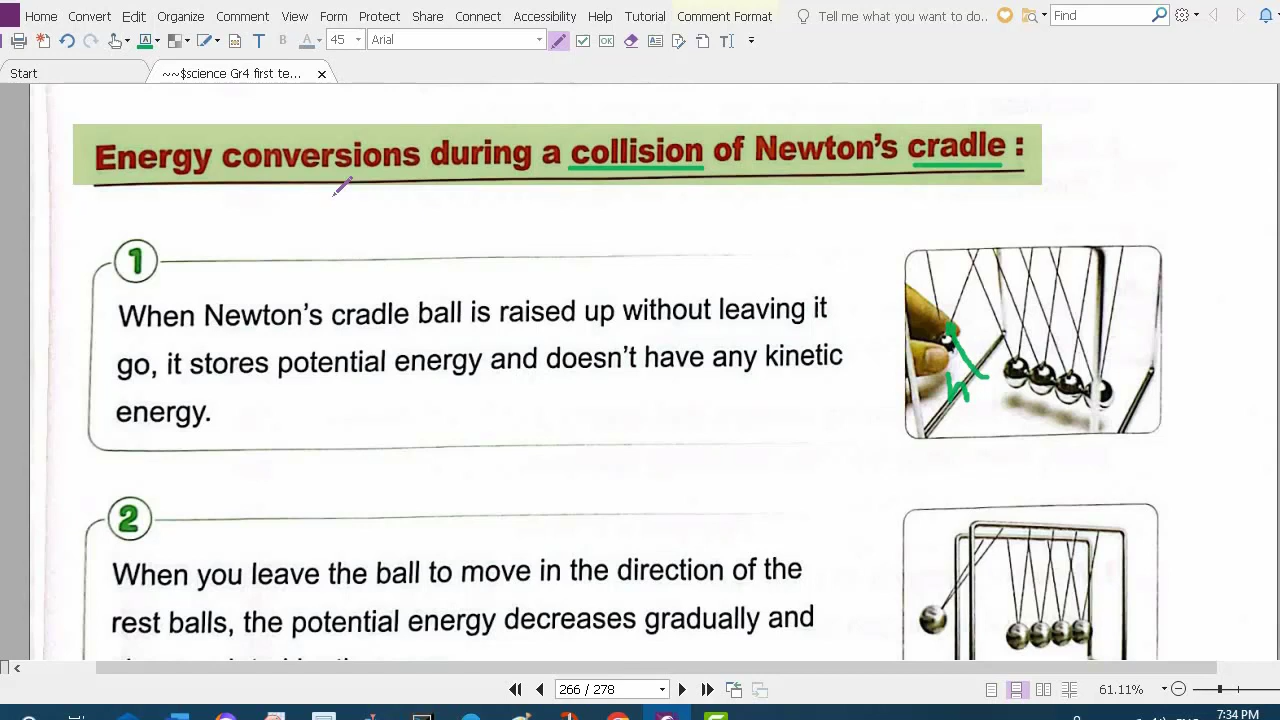 Home Convert Edit Organize Comment View Form Protect Share Connect Accessibility Help Tutorial Comment Format Tell me what you want to do.. Find
45 Arial
Start ~~$science Gr4 first te...
Energy conversions during a collision of Newton's cradle :
1
When Newton's cradle ball is raised up without leaving it
go, it stores potential energy and doesn't have any kinetic
energy.
h
2
When you leave the ball to move in the direction of the
rest balls, the potential energy decreases gradually and
266 / 278
61.11%
7:34 PM